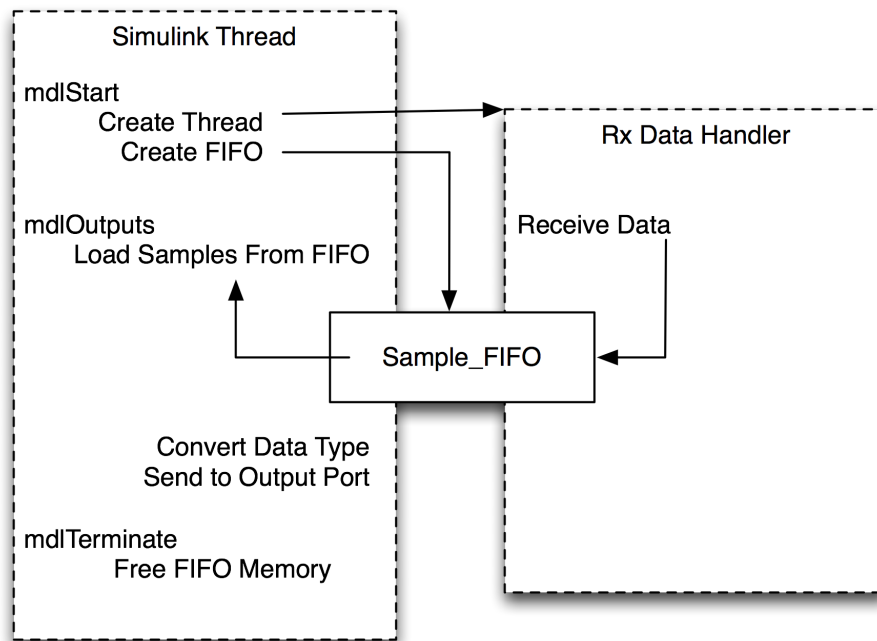 Simulink Thread
mdlStart
Create Thread
Create FIFO
mdlOutputs
Load Samples From FIFO
Sample_FIFO
Convert Data Type
Send to Output Port
mdlTerminate
Free FIFO Memory
Rx Data Handler
Receive Data